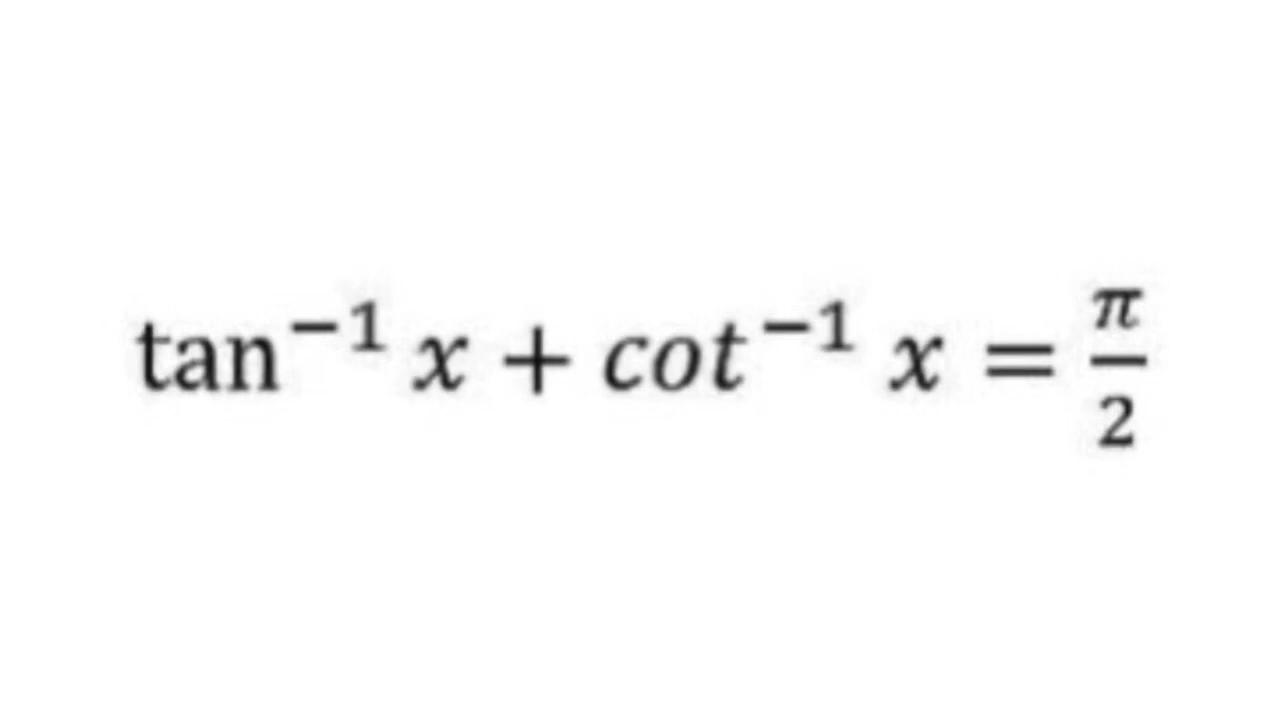 tan⁻¹ x + cot⁻¹ x = π/2